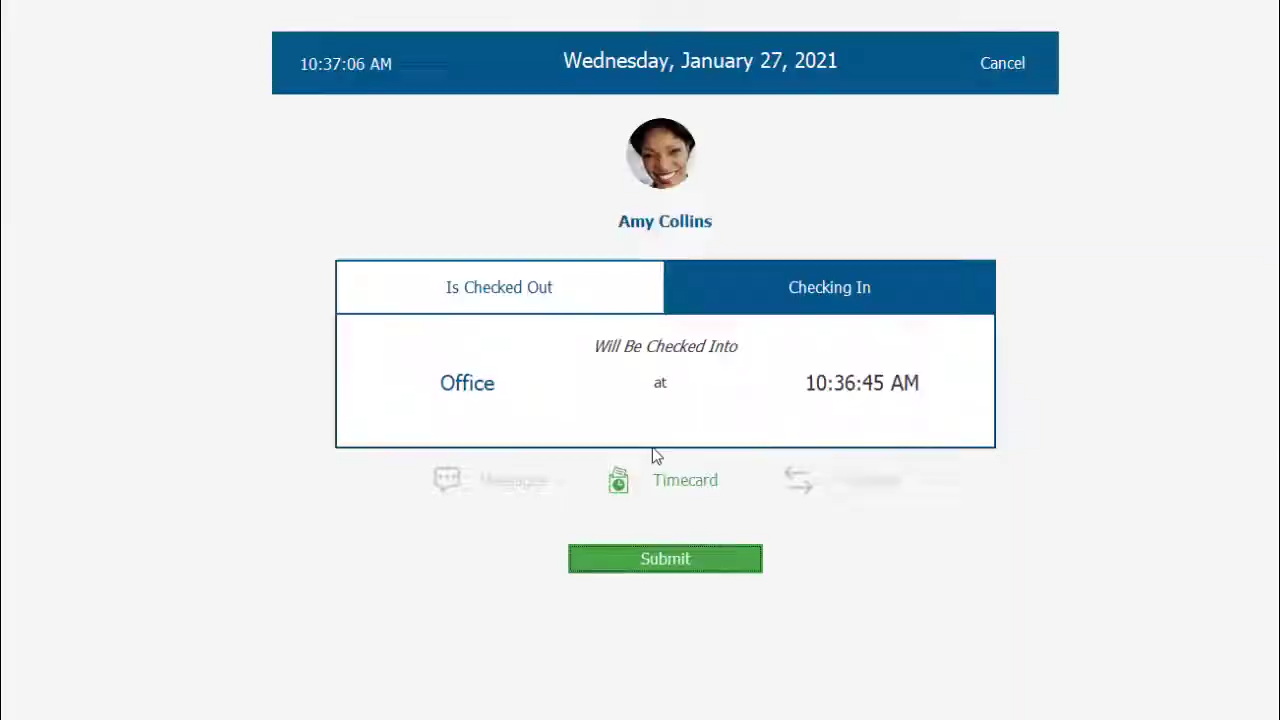 10:37:06 AM
Wednesday, January 27, 2021
Cancel
Amy Collins
Is Checked Out
Checking In
Will Be Checked Into
Office
at
10:36:45 AM
Timecard
Submit